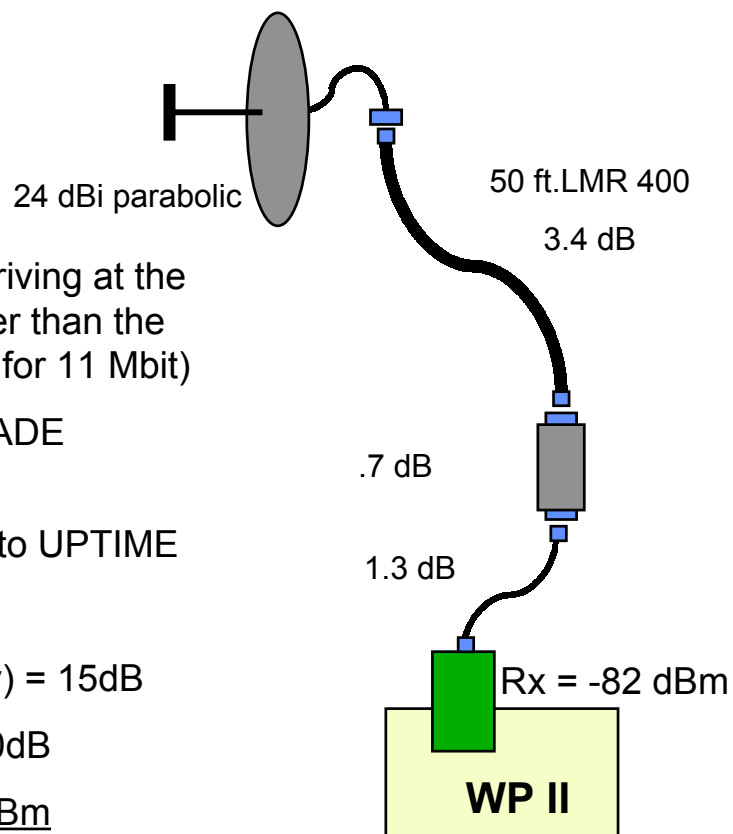 24 dBi parabolic
50 ft.LMR 400
3.4 dB
riving at the
er than the
for 11 Mbit)
ADE
.7 dB
to UPTIME
1.3 dB
) = 15dB
Rx = -82 dBm
0dB
Bm
WP II